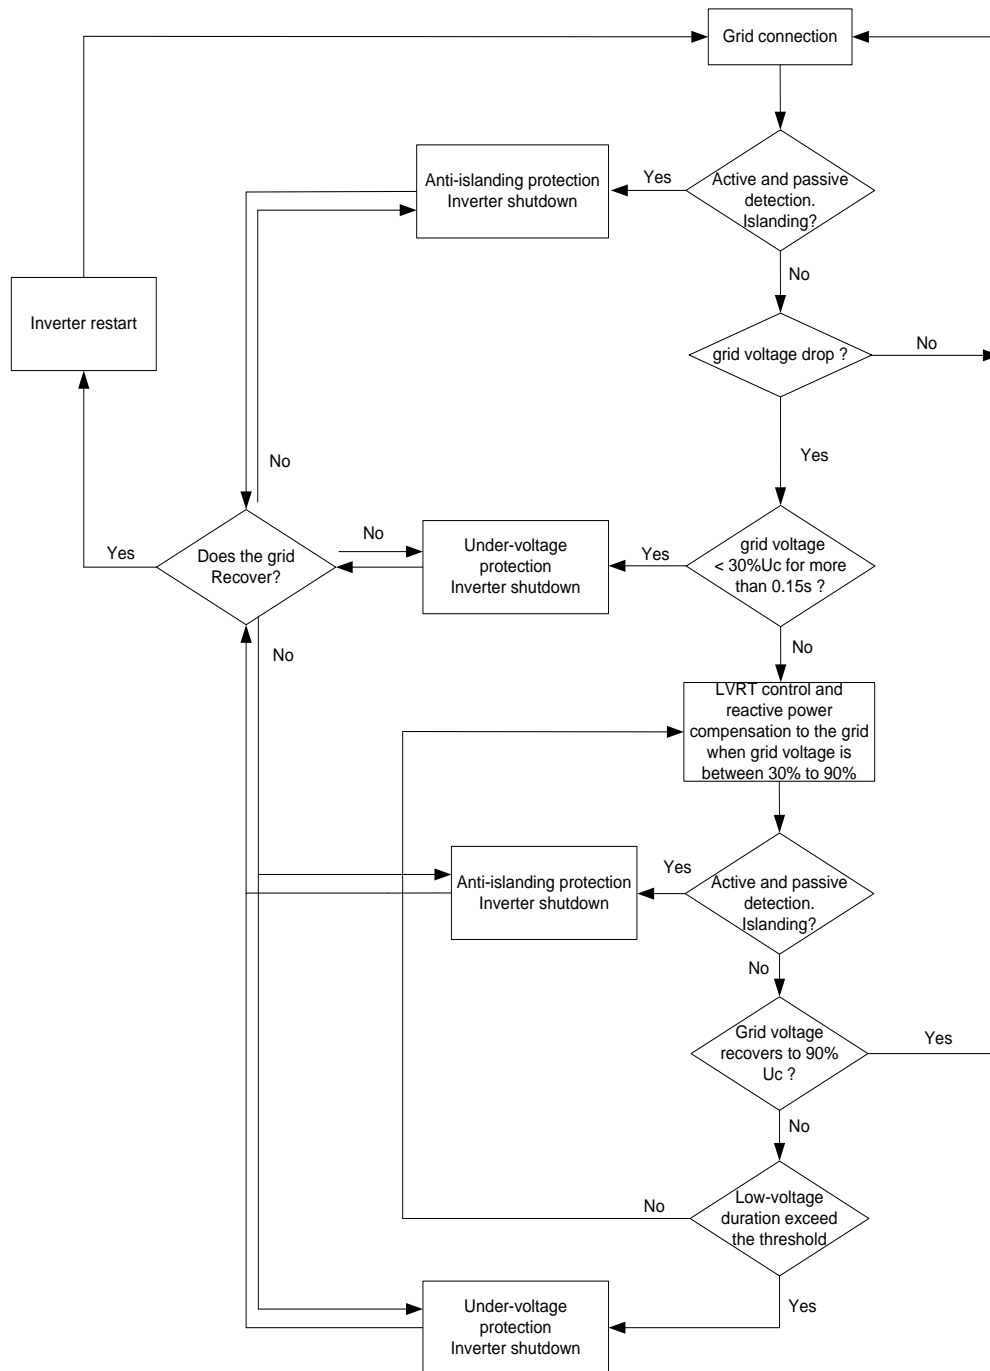 Grid connection
Anti-islanding protection
Inverter shutdown
Yes
Active and passive
detection.
Islanding?
No
Inverter restart
grid voltage drop ?
No
Yes
No
Does the grid
Recover?
Yes
No
Under-voltage
protection
Inverter shutdown
Yes
grid voltage
< 30%Uc for more
than 0.15s ?
No
No
LVRT control and
reactive power
compensation to the grid
when grid voltage is
between 30% to 90%
Anti-islanding protection
Inverter shutdown
Yes
Active and passive
detection.
Islanding?
No
Grid voltage
recovers to 90%
Uc ?
Yes
No
Low-voltage
duration exceed
the threshold
No
Yes
Under-voltage
protection
Inverter shutdown